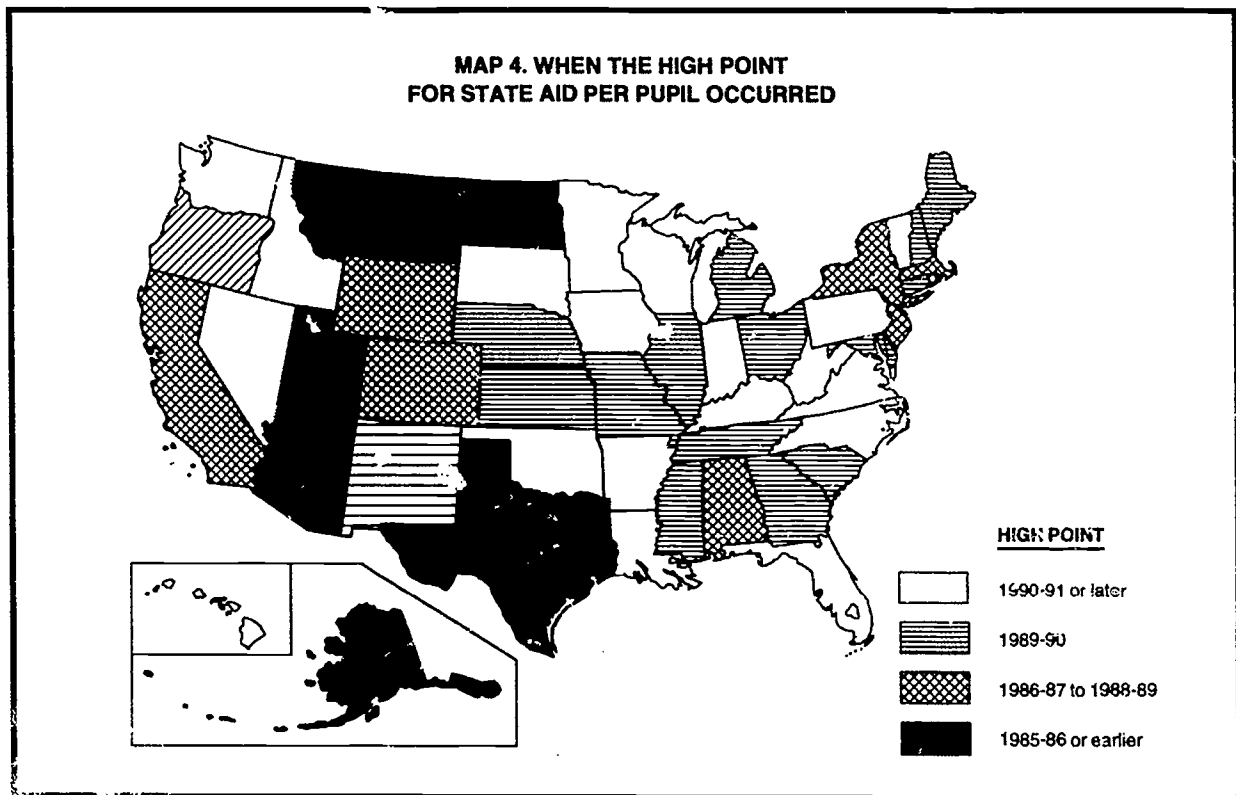 MAP 4. WHEN THE HIGH POINT
FOR STATE AID PER PUPIL OCCURRED
HIGH POINT
1990-91 or later
1989-90
1986-87 to 1988-89
1985-86 or earlier